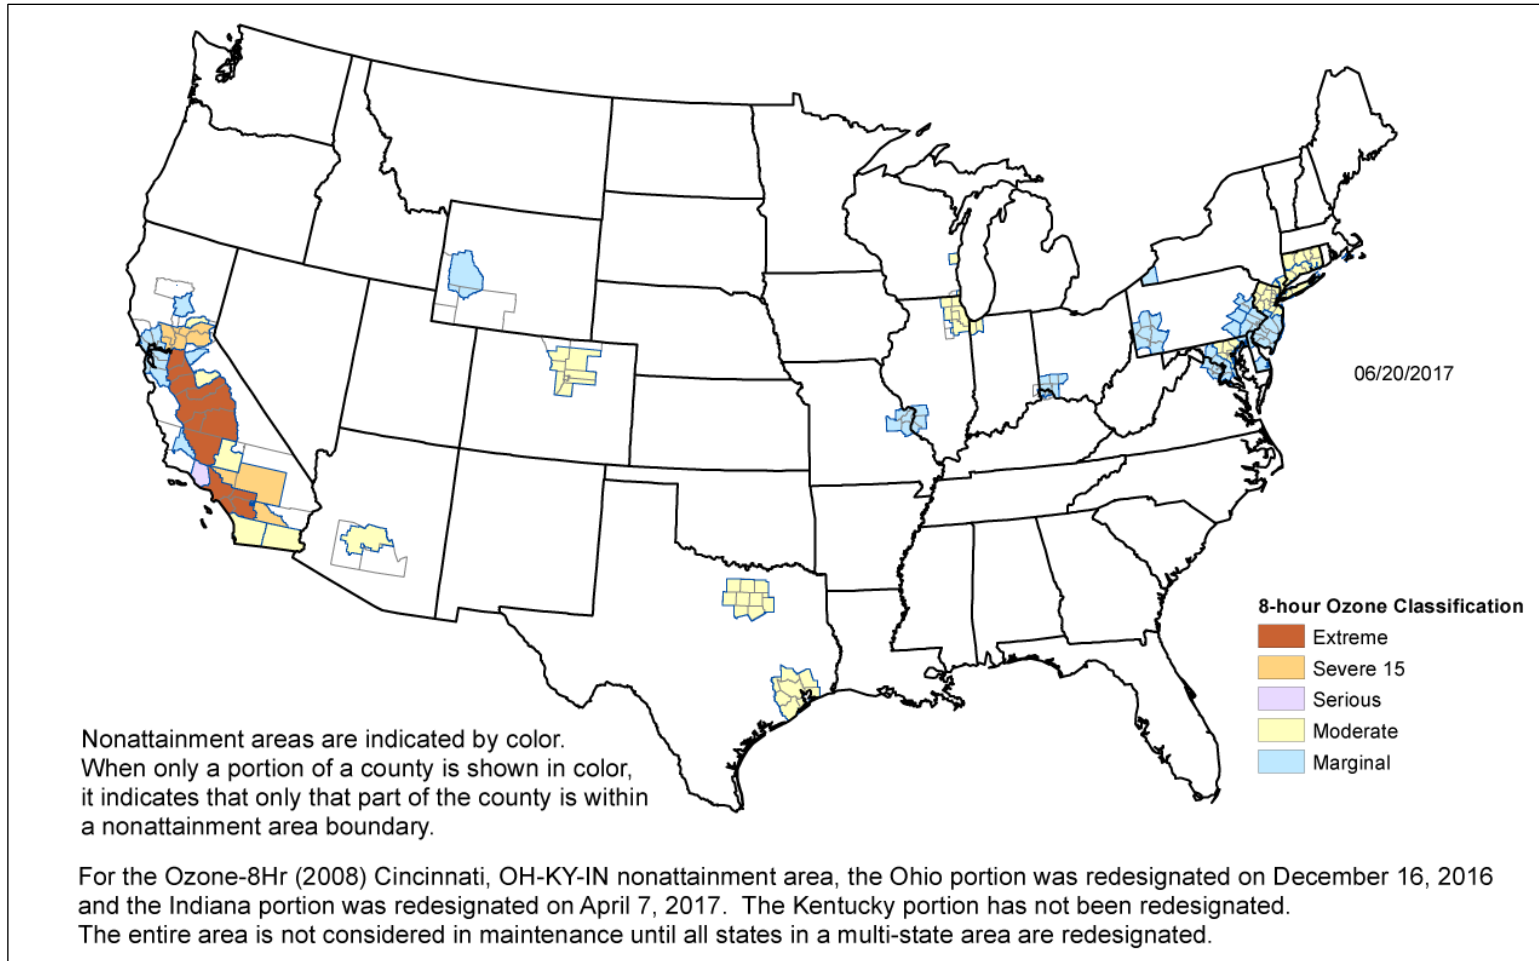 06/20/2017
8-hour Ozone Classification
Extreme
Severe 15
Serious
Moderate
Marginal
Nonattainment areas are indicated by color.
When only a portion of a county is shown in color,
it indicates that only that part of the county is within
a nonattainment area boundary.
For the Ozone-8Hr (2008) Cincinnati, OH-KY-IN nonattainment area, the Ohio portion was redesignated on December 16, 2016
and the Indiana portion was redesignated on April 7, 2017.  The Kentucky portion has not been redesignated.
The entire area is not considered in maintenance until all states in a multi-state area are redesignated.